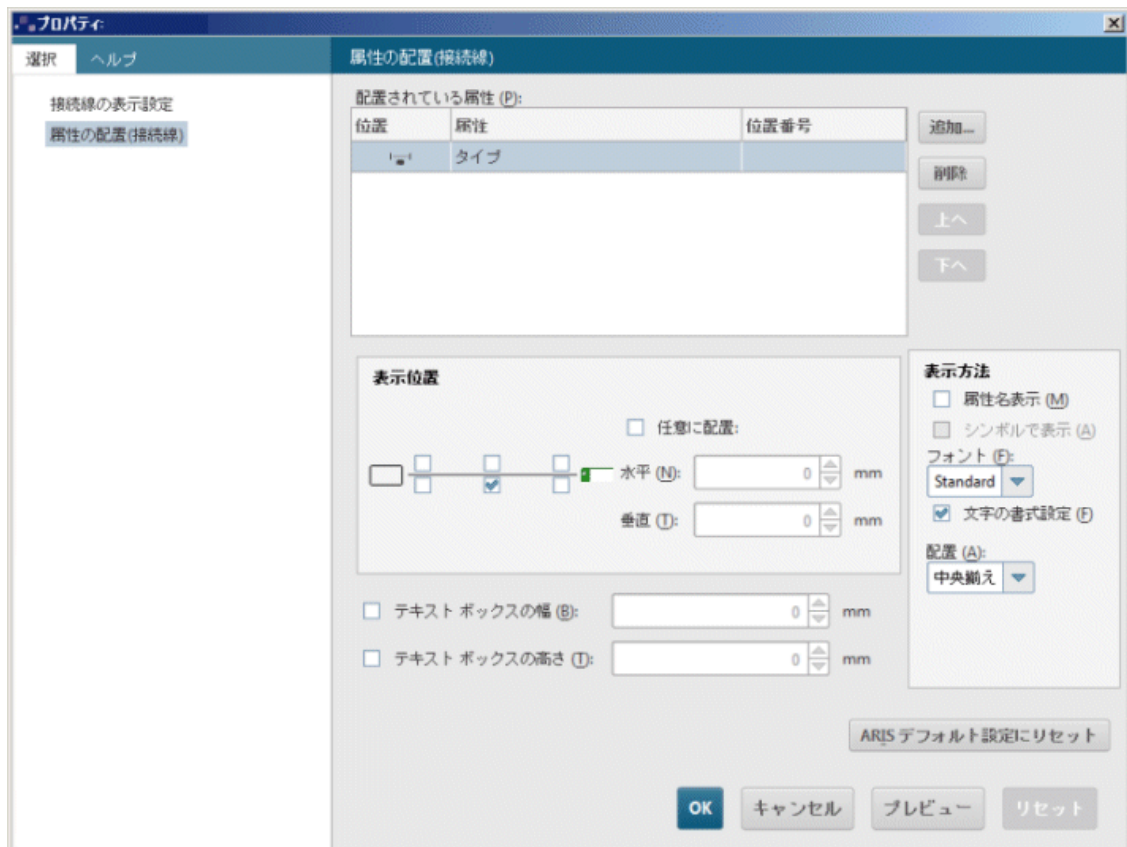 プロパティ:
選択 ヘルプ
属性の配置(接続線)
接続線の表示設定
属性の配置(接続線)
配置されている属性 (P):
位置 属性 位置番号
タイプ
追加...
削除
上へ
下へ
表示位置
任意に配置:
水平 (N): 0 mm
垂直 (T): 0 mm
テキスト ボックスの幅 (B): 0 mm
テキスト ボックスの高さ (T): 0 mm
表示方法
属性名表示 (M)
シンボルで表示 (A)
フォント (F):
Standard
文字の書式設定 (F)
配置 (A):
中央揃え
ARIS デフォルト設定にリセット
OK キャンセル プレビュー リセット